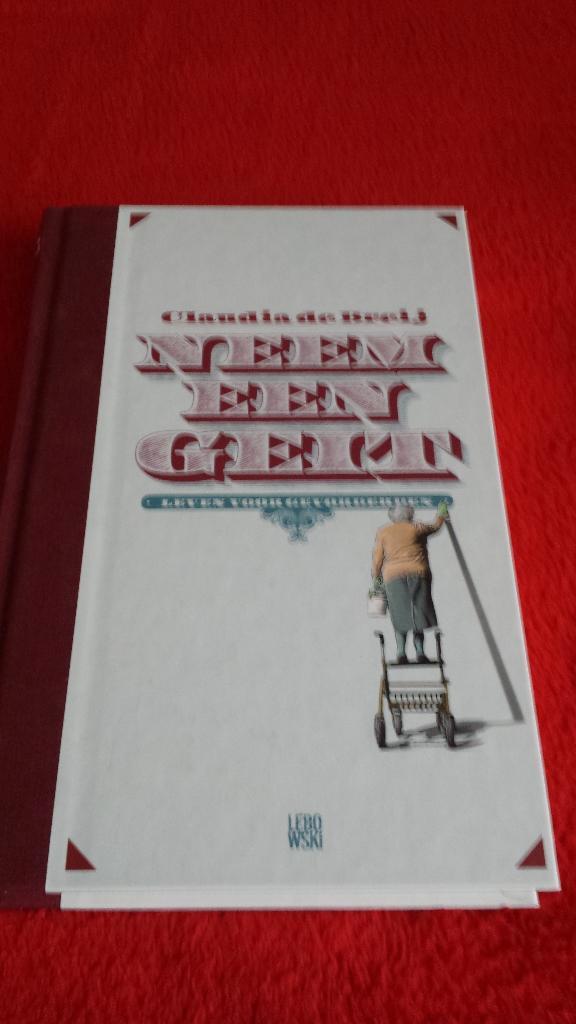 Claudia de Breij
NEEM
EEN
GEIT
LEVEN VOOR GEVORDERDEN
LEBO
WSKI